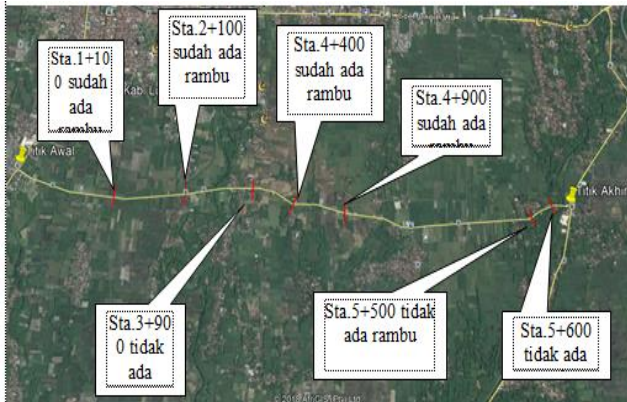 Sta.1+10
0 sudah
ada
Sta.2+100
sudah ada
rambu
Sta.4+400
sudah ada
rambu
Sta.4+900
sudah ada
Kab. Lu
Titik Awal
Titik Akhir
Sta.3+90
0 tidak
ada
Sta.5+500 tidak
ada rambu
Sta.5+600
tidak ada